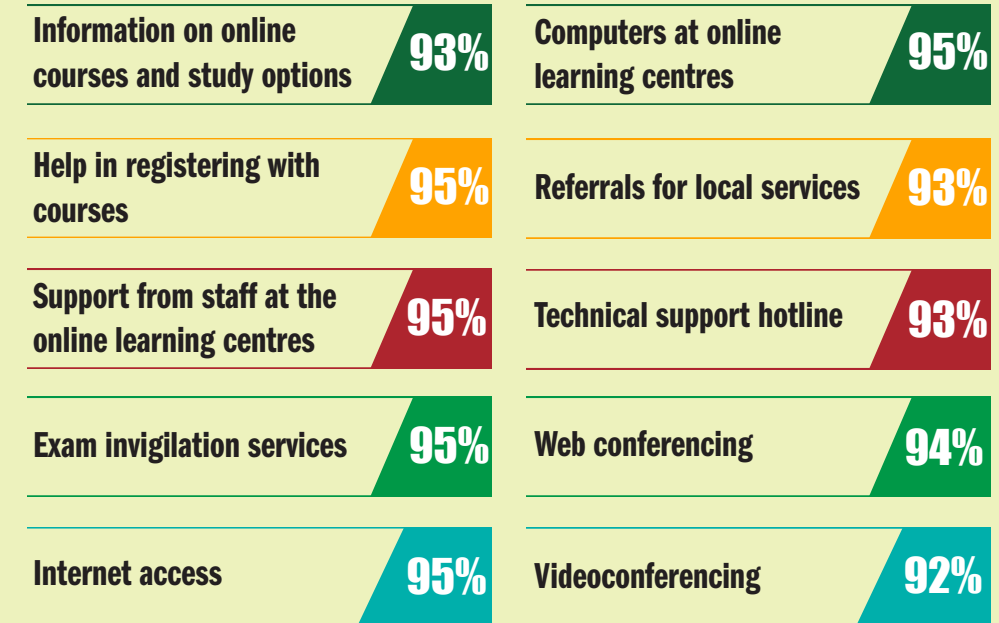 Information on online
courses and study options
93%
Help in registering with
courses
95%
Support from staff at the
online learning centres
95%
Exam invigilation services
95%
Internet access
95%
Computers at online
learning centres
95%
Referrals for local services
93%
Technical support hotline
93%
Web conferencing
94%
Videoconferencing
92%